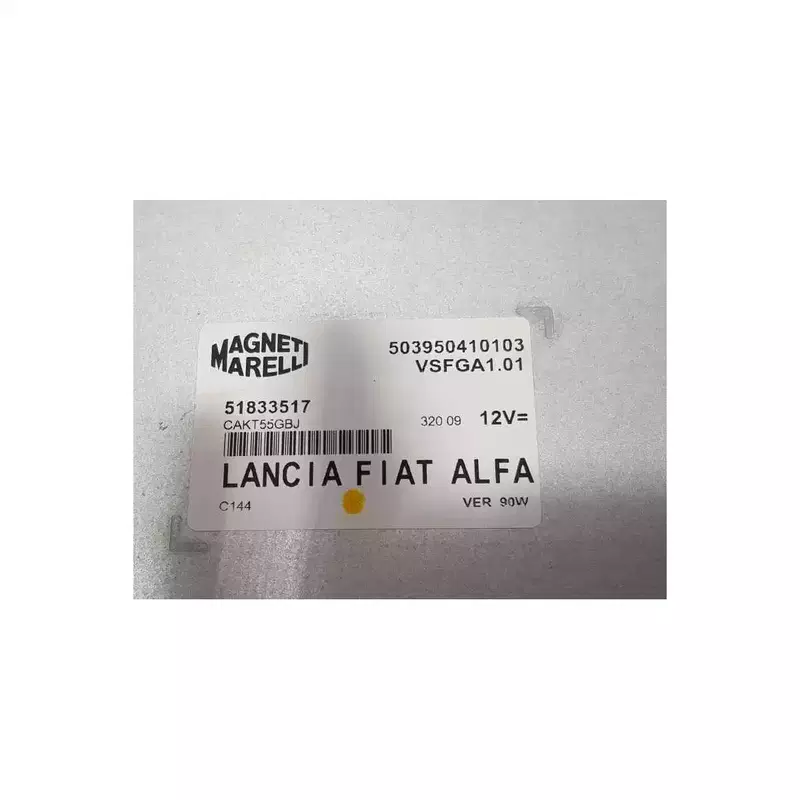 MAGNETI
MARELLI
503950410103
VSFGA1.01
51833517
CAKT55GBJ
320 09 12V=
LANCIA FIAT ALFA
C144
VER 90W